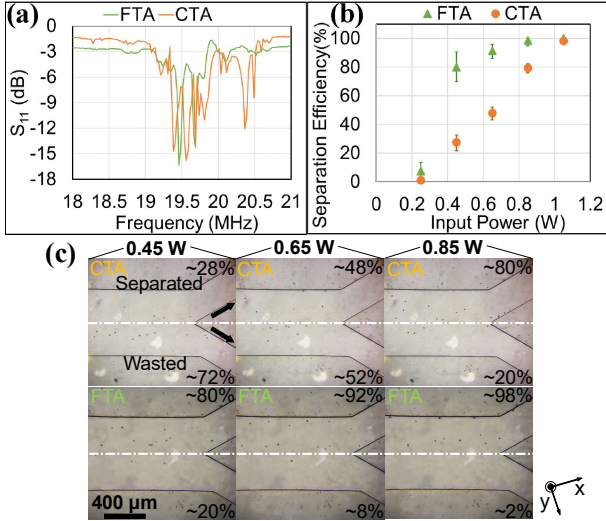 (a)
FTA CTA
0
-3
-6
-9
-12
-15
-18
S11 (dB)
18 18.5 19 19.5 20 20.5 21
Frequency (MHz)
(b)
FTA CTA
100
80
60
40
20
0
Separation Efficiency(%)
0 0.2 0.4 0.6 0.8 1 1.2
Input Power (W)
(c)
0.45 W 0.65 W 0.85 W
CTA ~28% CTA ~48% CTA ~80%
Separated
Wasted
~72% ~52% ~20%
FTA ~80% FTA ~92% FTA ~98%
400 µm ~20% ~8% ~2%
x
y